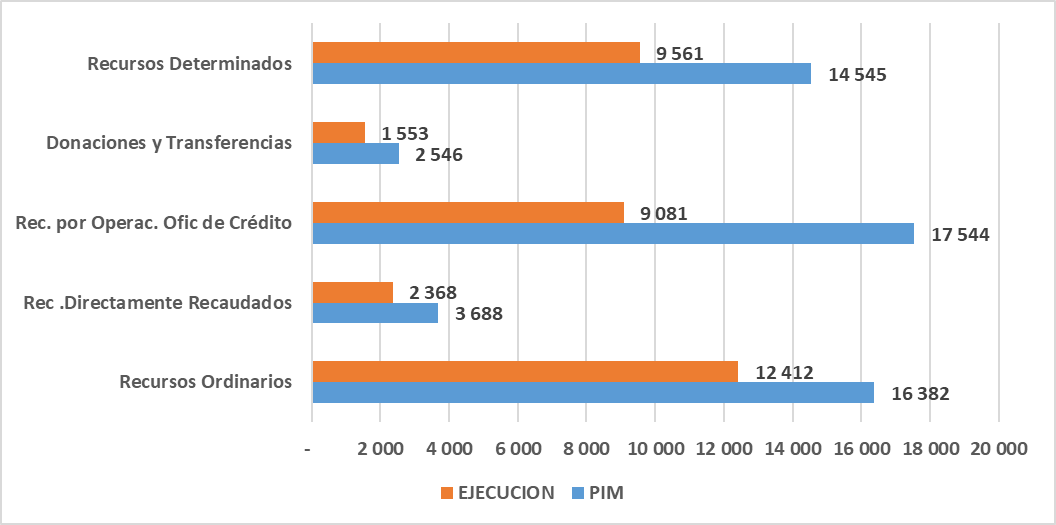 Recursos Determinados
9 561
14 545
Donaciones y Transferencias
1 553
2 546
Rec. por Operac. Ofic de Crédito
9 081
17 544
Rec .Directamente Recaudados
2 368
3 688
Recursos Ordinarios
12 412
16 382
- 2 000 4 000 6 000 8 000 10 000 12 000 14 000 16 000 18 000 20 000
EJECUCION PIM